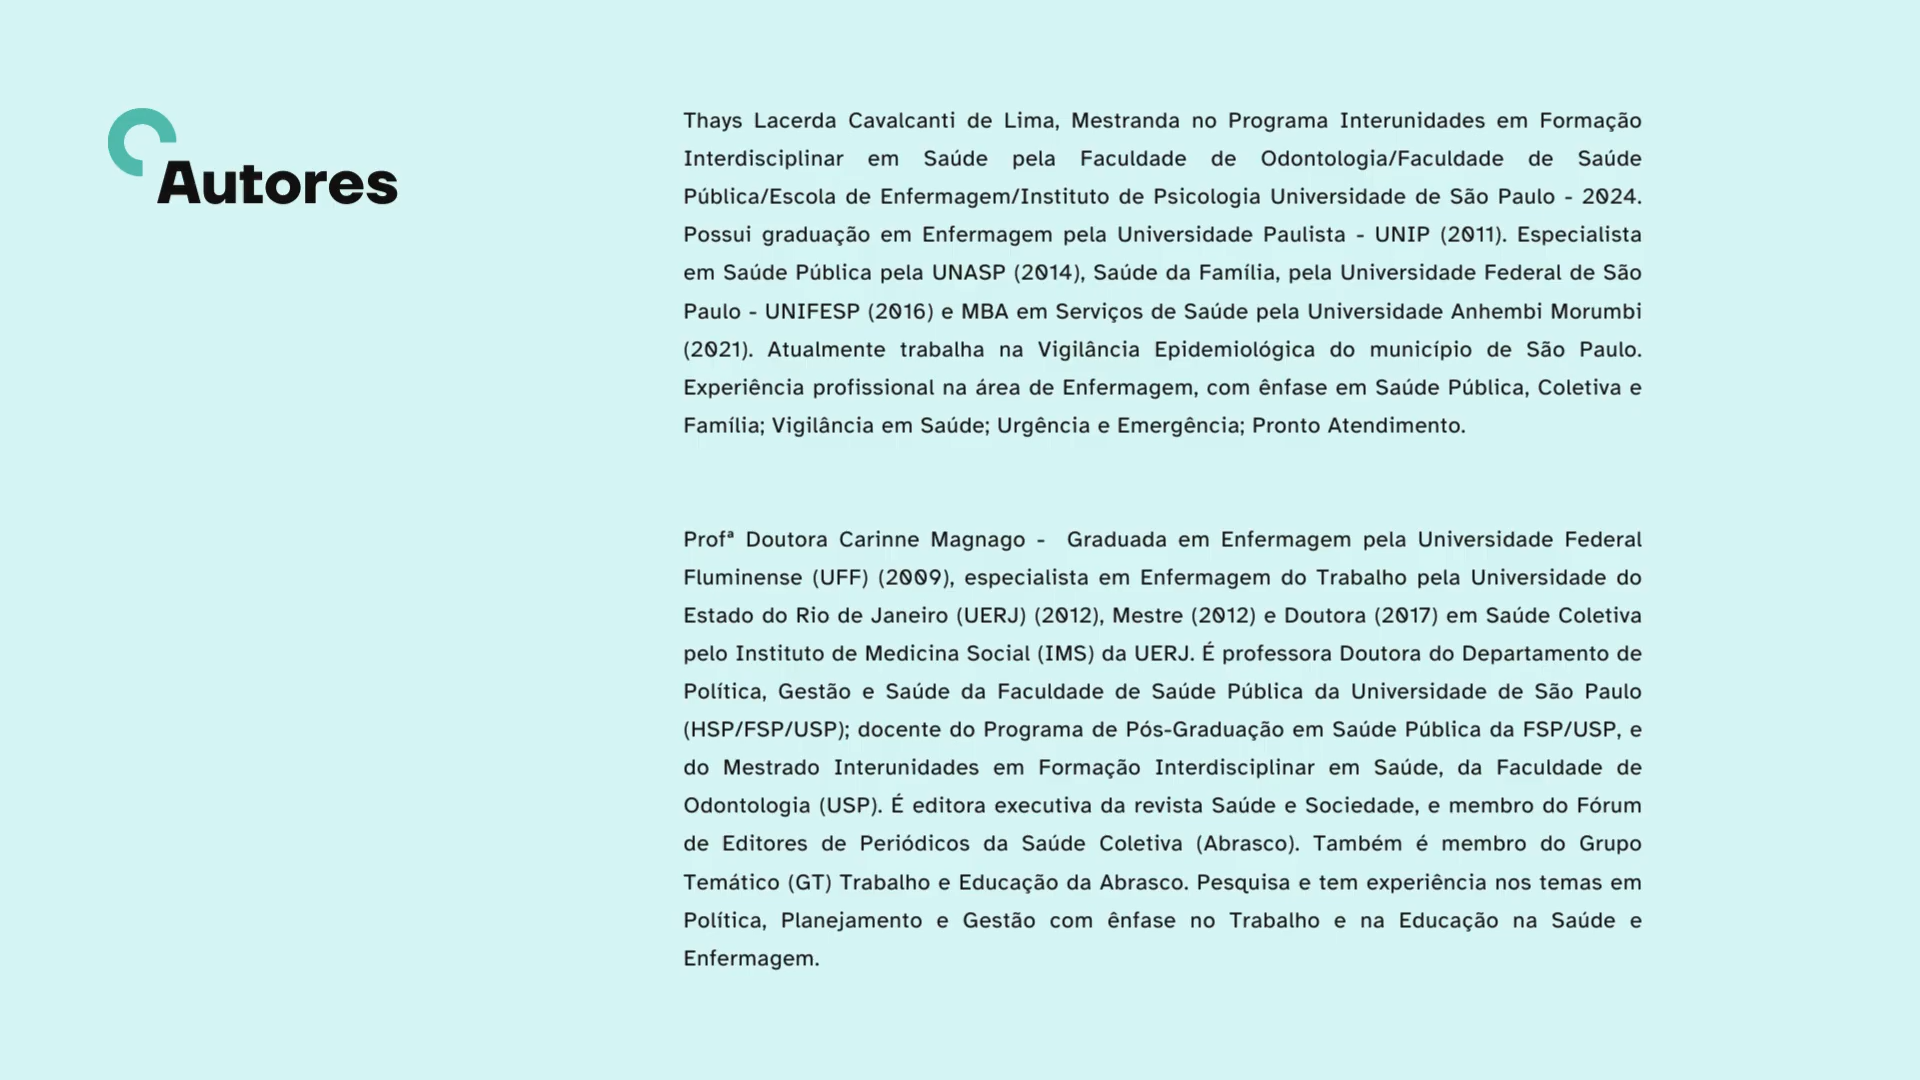 Autores
Thays Lacerda Cavalcanti de Lima, Mestranda no Programa Interunidades em Formação
Interdisciplinar em Saúde pela Faculdade de Odontologia/Faculdade de Saúde
Pública/Escola de Enfermagem/Instituto de Psicologia Universidade de São Paulo - 2024.
Possui graduação em Enfermagem pela Universidade Paulista - UNIP (2011). Especialista
em Saúde Pública pela UNASP (2014), Saúde da Família, pela Universidade Federal de São
Paulo - UNIFESP (2016) e MBA em Serviços de Saúde pela Universidade Anhembi Morumbi
(2021). Atualmente trabalha na Vigilância Epidemiológica do município de São Paulo.
Experiência profissional na área de Enfermagem, com ênfase em Saúde Pública, Coletiva e
Família; Vigilância em Saúde; Urgência e Emergência; Pronto Atendimento.
Profª Doutora Carinne Magnago - Graduada em Enfermagem pela Universidade Federal
Fluminense (UFF) (2009), especialista em Enfermagem do Trabalho pela Universidade do
Estado do Rio de Janeiro (UERJ) (2012), Mestre (2012) e Doutora (2017) em Saúde Coletiva
pelo Instituto de Medicina Social (IMS) da UERJ. É professora Doutora do Departamento de
Política, Gestão e Saúde da Faculdade de Saúde Pública da Universidade de São Paulo
(HSP/FSP/USP); docente do Programa de Pós-Graduação em Saúde Pública da FSP/USP, e
do Mestrado Interunidades em Formação Interdisciplinar em Saúde, da Faculdade de
Odontologia (USP). É editora executiva da revista Saúde e Sociedade, e membro do Fórum
de Editores de Periódicos da Saúde Coletiva (Abrasco). Também é membro do Grupo
Temático (GT) Trabalho e Educação da Abrasco. Pesquisa e tem experiência nos temas em
Política, Planejamento e Gestão com ênfase no Trabalho e na Educação na Saúde e
Enfermagem.